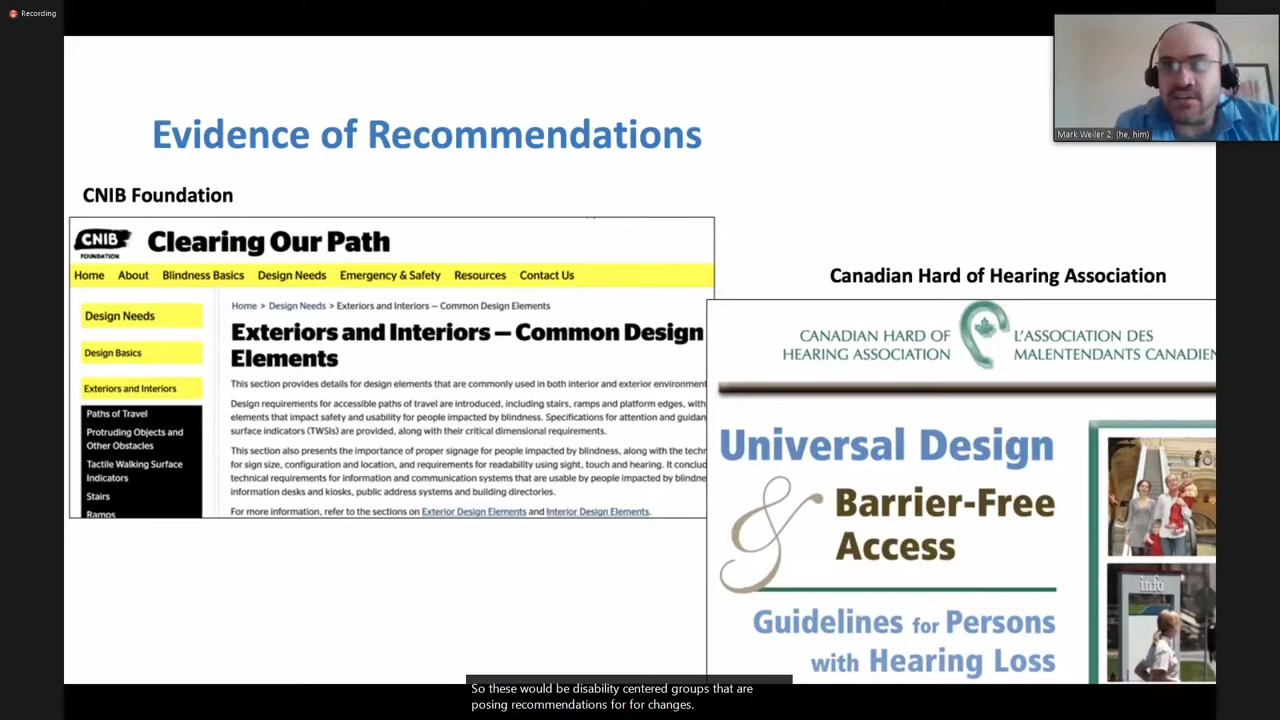 Recording
Mark Weiler 2, (he, him)
Evidence of Recommendations
CNIB Foundation
CNIB
FOUNDATION
Clearing Our Path
Home About Blindness Basics Design Needs Emergency & Safety Resources Contact Us
Design Needs
Design Basics
Exteriors and Interiors
Paths of Travel
Protruding Objects and
Other Obstacles
Tactile Walking Surface
Indicators
Stairs
Ramps
Home > Design Needs > Exteriors and Interiors – Common Design Elements
Exteriors and Interiors – Common Design
Elements
This section provides details for design elements that are commonly used in both interior and exterior environment
Design requirements for accessible paths of travel are introduced, including stairs, ramps and platform edges, with
elements that impact safety and usability for people impacted by blindness. Specifications for attention and guidan
surface indicators (TWSIs) are provided, along with their critical dimensional requirements.
This section also presents the importance of proper signage for people impacted by blindness, along with the techn
for sign size, configuration and location, and requirements for readability using sight, touch and hearing. It conclud
technical requirements for information and communication systems that are usable by people impacted by blindne
information desks and kiosks, public address systems and building directories.
For more information, refer to the sections on Exterior Design Elements and Interior Design Elements.
Canadian Hard of Hearing Association
CANADIAN HARD OF
HEARING ASSOCIATION
L'ASSOCIATION DES
MALENTENDANTS CANADIEN
Universal Design
& Barrier-Free
Access
Guidelines for Persons
with Hearing Loss
info
So these would be disability centered groups that are
posing recommendations for for changes.